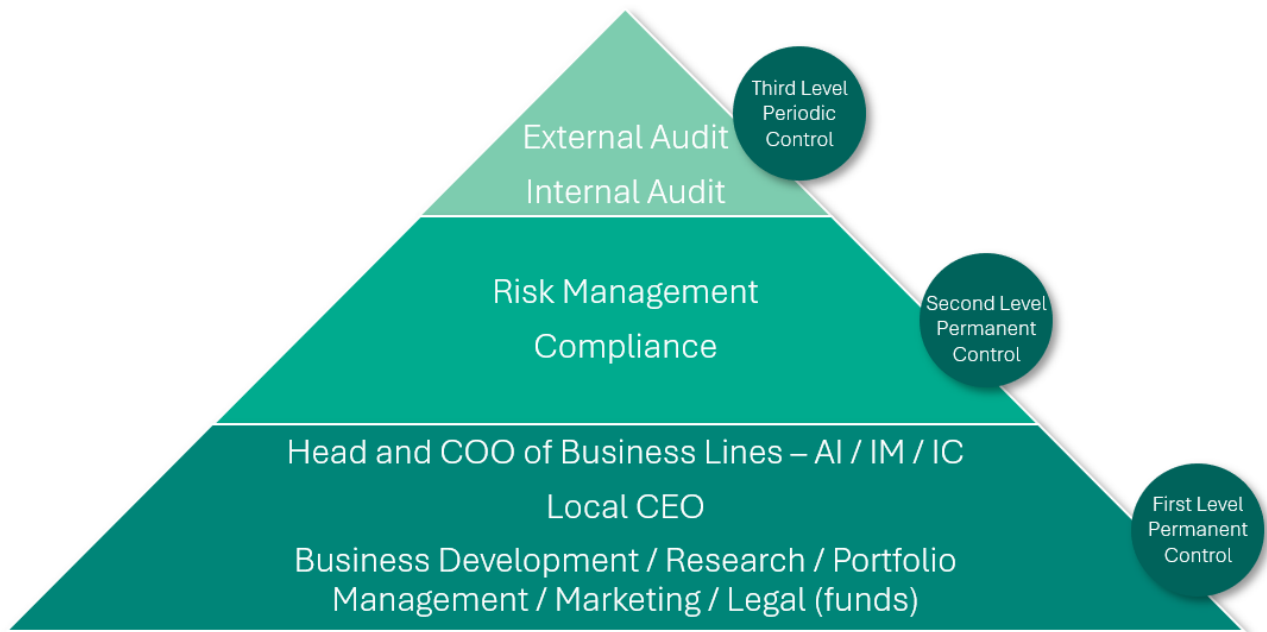 External Audit
Internal Audit
Third Level
Periodic
Control
Risk Management
Compliance
Second Level
Permanent
Control
Head and COO of Business Lines – AI / IM / IC
Local CEO
Business Development / Research / Portfolio
Management / Marketing / Legal (funds)
First Level
Permanent
Control